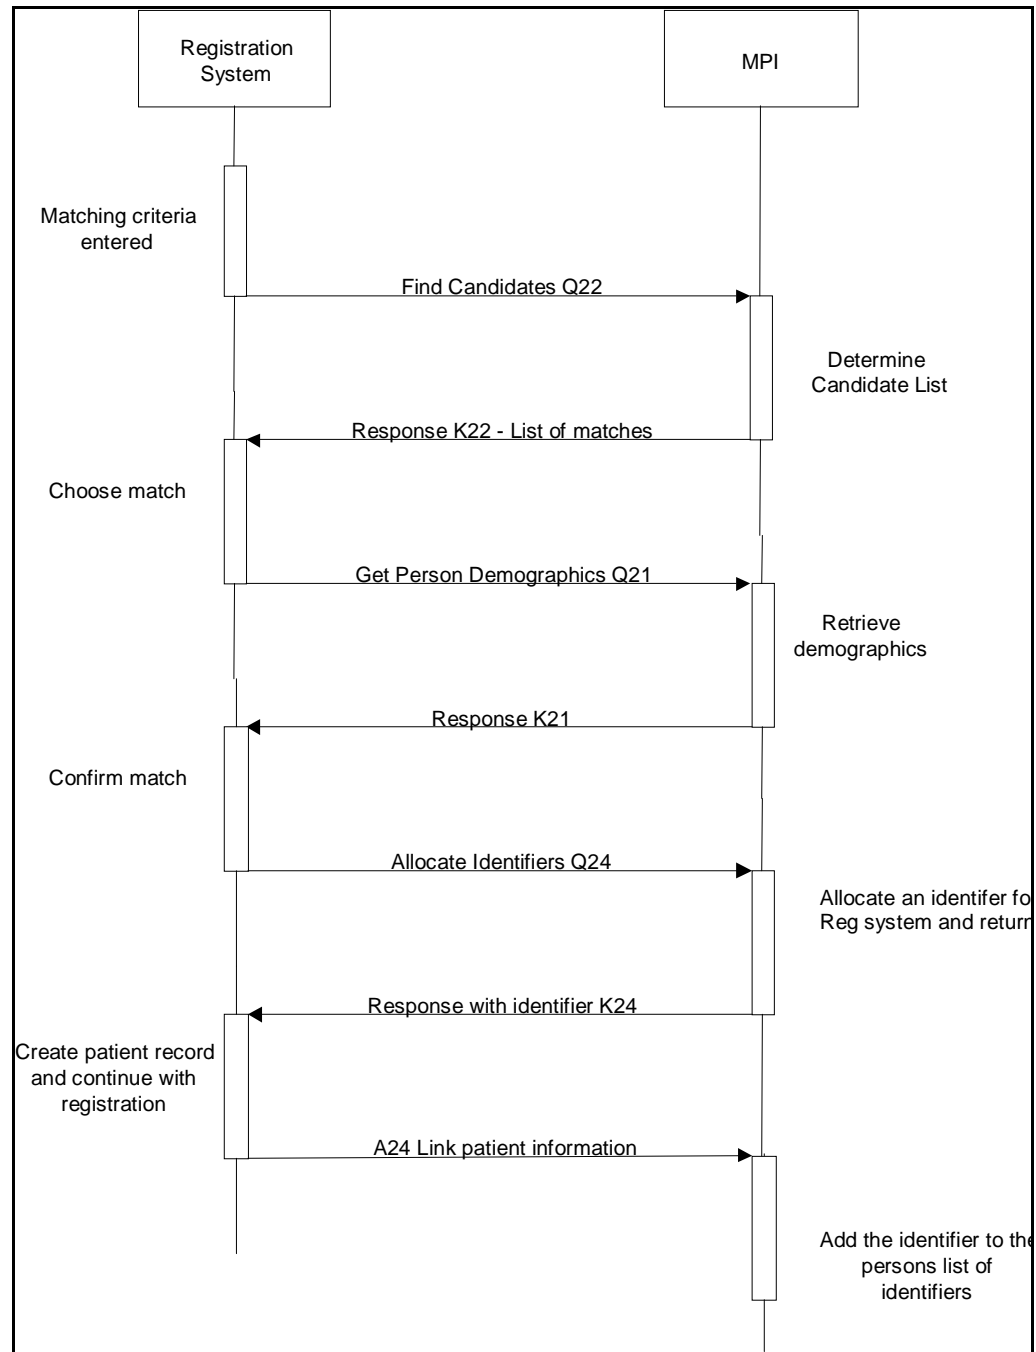 Registration
System
MPI
Matching criteria
entered
Find Candidates Q22
Determine
Candidate List
Response K22 - List of matches
Choose match
Get Person Demographics Q21
Retrieve
demographics
Response K21
Confirm match
Allocate Identifiers Q24
Allocate an identifer fo
Reg system and return
Response with identifier K24
Create patient record
and continue with
registration
A24 Link patient information
Add the identifier to the
persons list of
identifiers